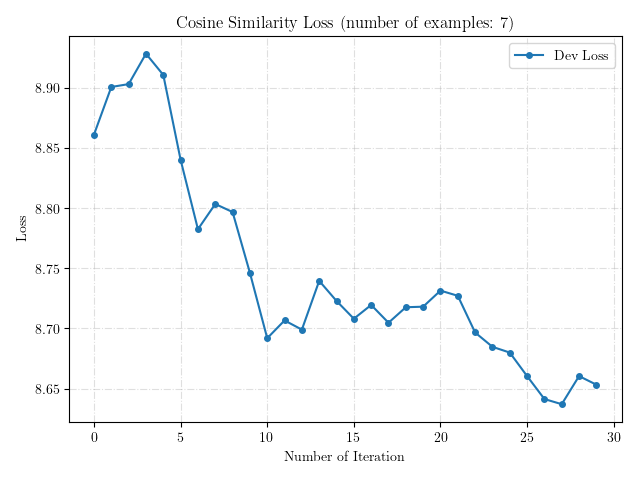 Cosine Similarity Loss (number of examples: 7)
Dev Loss
8.90
8.85
8.80
8.75
8.70
8.65
Loss
0 5 10 15 20 25 30
Number of Iteration